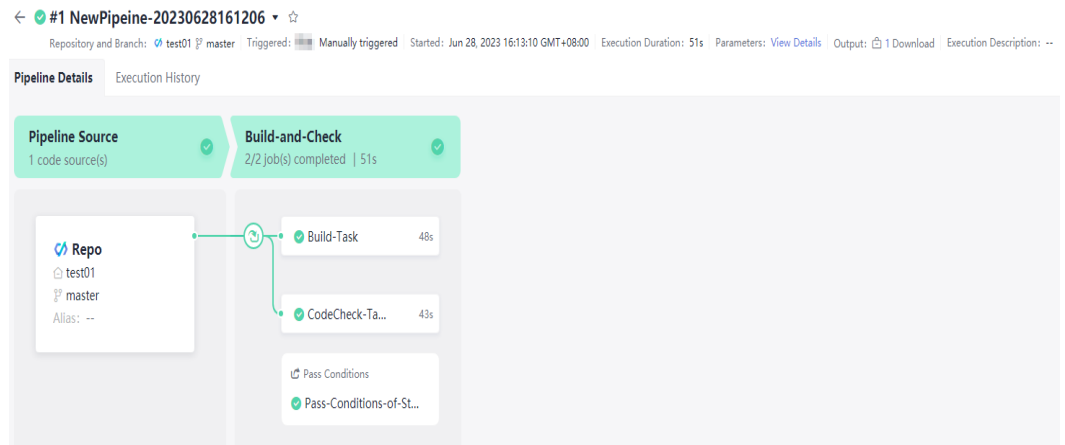 #1 NewPipeine-20230628161206
Repository and Branch: test01 master Triggered: Manually triggered Started: Jun 28, 2023 16:13:10 GMT+08:00 Execution Duration: 51s Parameters: View Details Output: 1 Download Execution Description: --
Pipeline Details Execution History
Pipeline Source
1 code source(s)
Build-and-Check
2/2 job(s) completed | 51s
Repo
test01
master
Alias: --
Build-Task 48s
CodeCheck-Ta... 43s
Pass Conditions
Pass-Conditions-of-St...